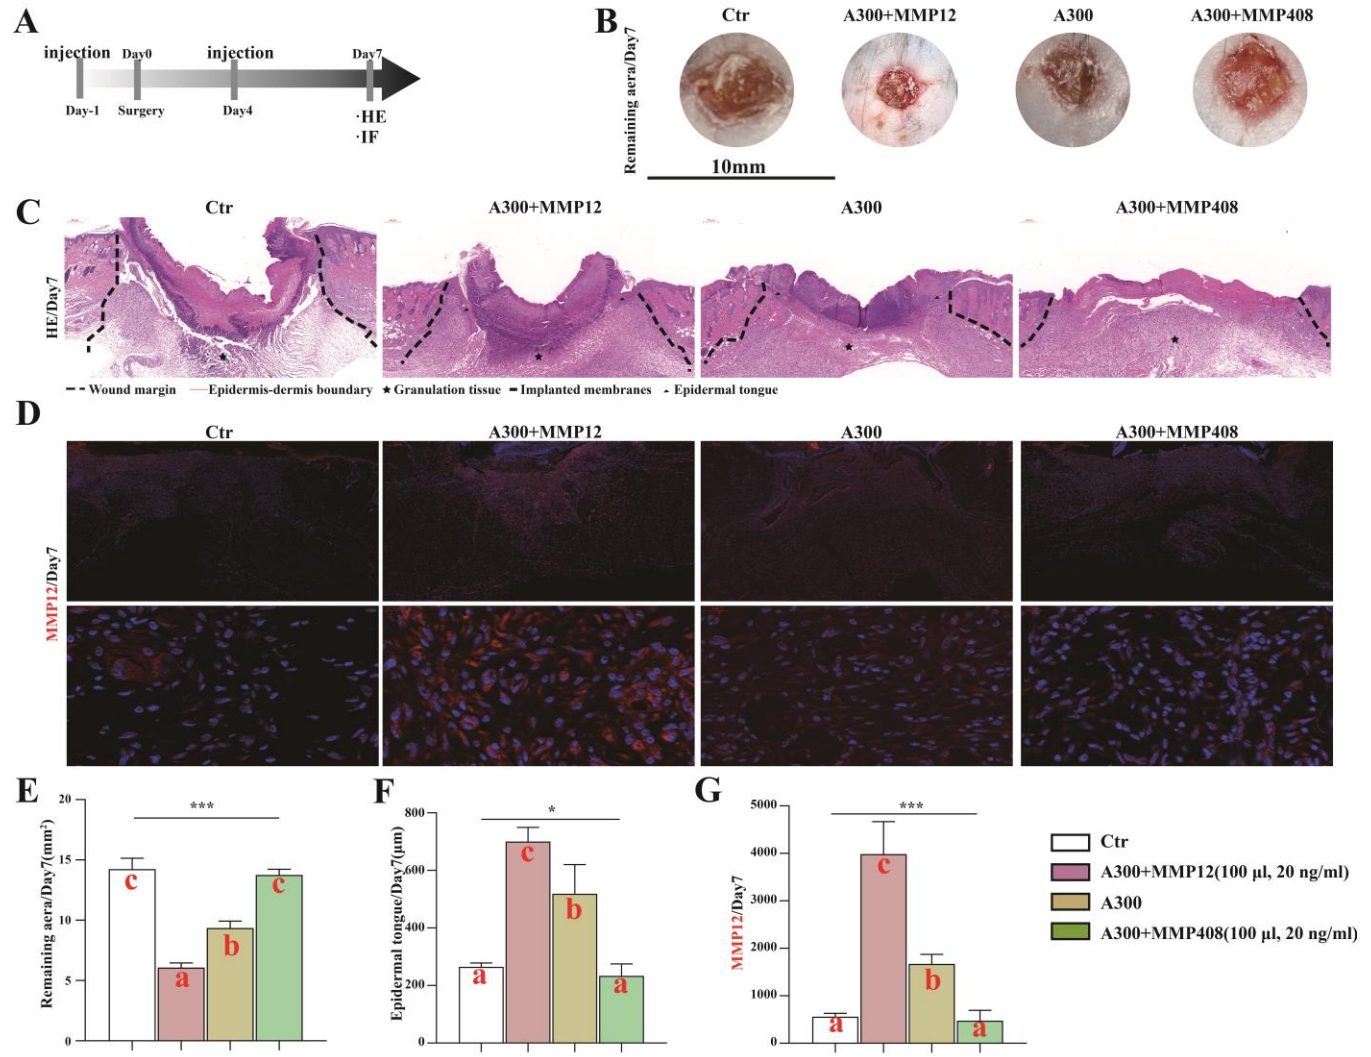 A
injection Day0 injection Day7
Day-1 Surgery Day4
·HE
·IF
B
Ctr A300+MMP12 A300 A300+MMP408
Remaining aera/Day7
10mm
C
Ctr A300+MMP12 A300 A300+MMP408
HE/Day7
Wound margin Epidermis-dermis boundary Granulation tissue Implanted membranes Epidermal tongue
D
Ctr A300+MMP12 A300 A300+MMP408
MMP12/Day7
E
Remaining aera/Day7(mm²)
20
15
10
5
0
***
c a b c
F
Epidermal tongue/Day7(μm)
800
600
400
200
0
*
a c b a
G
MMP12/Day7
5000
4000
3000
2000
1000
0
***
a c b a
Ctr
A300+MMP12(100 μl, 20 ng/ml)
A300
A300+MMP408(100 μl, 20 ng/ml)